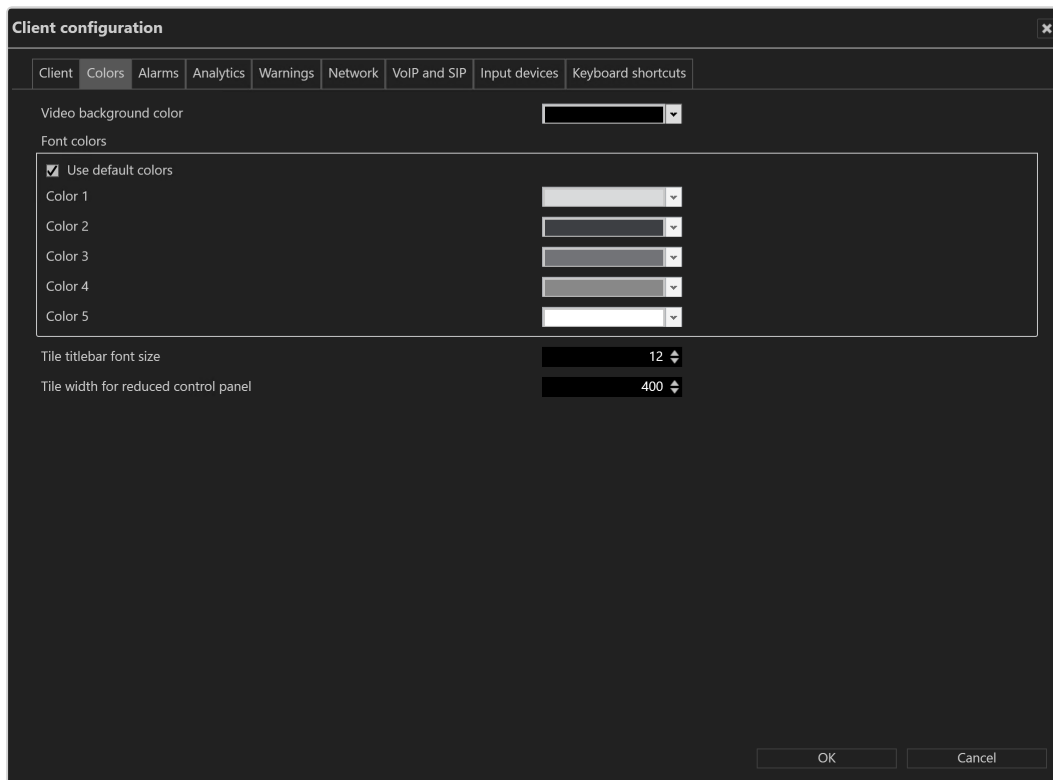 Client configuration
Client Colors Alarms Analytics Warnings Network VoIP and SIP Input devices Keyboard shortcuts
Video background color
Font colors
Use default colors
Color 1
Color 2
Color 3
Color 4
Color 5
Tile titlebar font size 12
Tile width for reduced control panel 400
OK Cancel